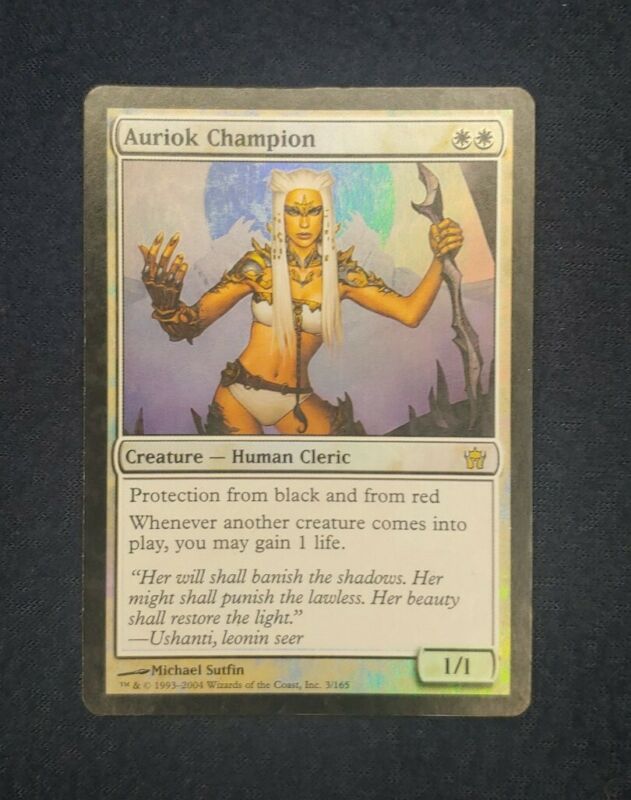 Auriok Champion
Creature — Human Cleric
Protection from black and from red
Whenever another creature comes into
play, you may gain 1 life.
“Her will shall banish the shadows. Her
might shall punish the lawless. Her beauty
shall restore the light.”
—Ushanti, leonin seer
1/1
Michael Sutfin
™ & © 1993–2004 Wizards of the Coast, Inc. 3/165